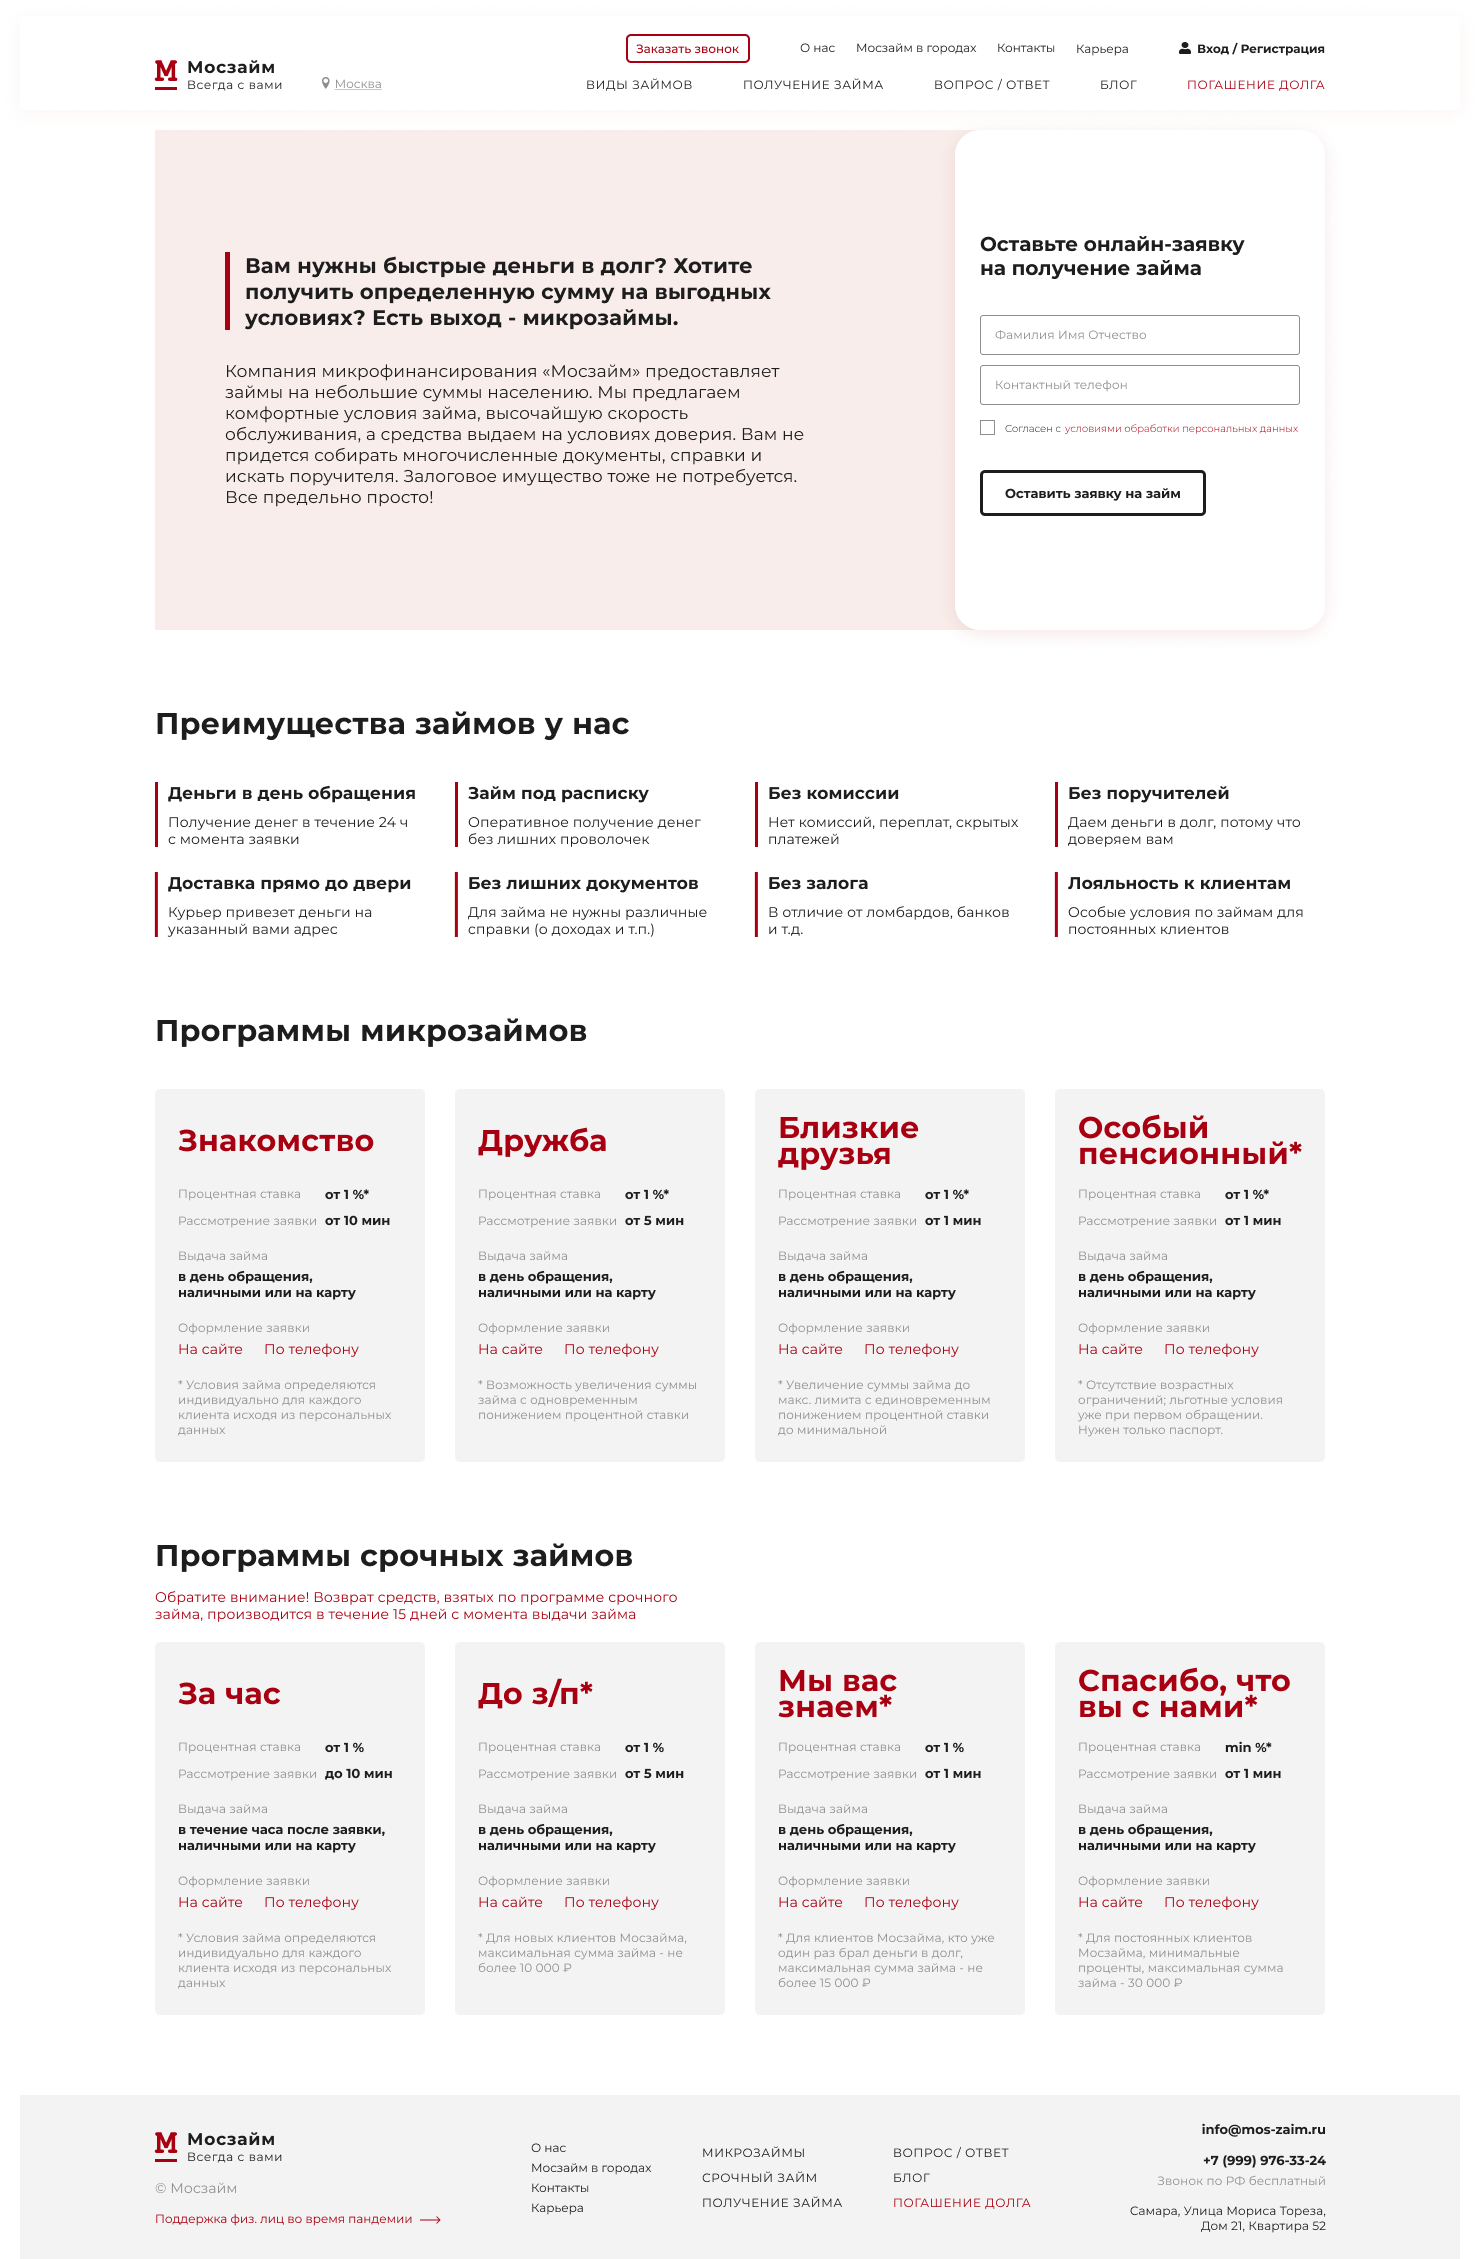 Мосзайм
Всегда с вами
Москва
Заказать звонок
О нас
Мосзайм в городах
Контакты
Карьера
Вход / Регистрация
ВИДЫ ЗАЙМОВ
ПОЛУЧЕНИЕ ЗАЙМА
ВОПРОС / ОТВЕТ
БЛОГ
ПОГАШЕНИЕ ДОЛГА
Вам нужны быстрые деньги в долг? Хотите
получить определенную сумму на выгодных
условиях? Есть выход - микрозаймы.
Компания микрофинансирования «Мосзайм» предоставляет
займы на небольшие суммы населению. Мы предлагаем
комфортные условия займа, высочайшую скорость
обслуживания, а средства выдаем на условиях доверия. Вам не
придется собирать многочисленные документы, справки и
искать поручителя. Залоговое имущество тоже не потребуется.
Все предельно просто!
Оставьте онлайн-заявку
на получение займа
Фамилия Имя Отчество
Контактный телефон
Согласен с условиями обработки персональных данных
Оставить заявку на займ
Преимущества займов у нас
Деньги в день обращения
Получение денег в течение 24 ч
с момента заявки
Займ под расписку
Оперативное получение денег
без лишних проволочек
Без комиссии
Нет комиссий, переплат, скрытых
платежей
Без поручителей
Даем деньги в долг, потому что
доверяем вам
Доставка прямо до двери
Курьер привезет деньги на
указанный вами адрес
Без лишних документов
Для займа не нужны различные
справки (о доходах и т.п.)
Без залога
В отличие от ломбардов, банков
и т.д.
Лояльность к клиентам
Особые условия по займам для
постоянных клиентов
Программы микрозаймов
Знакомство
Процентная ставка от 1 %*
Рассмотрение заявки от 10 мин
Выдача займа
в день обращения,
наличными или на карту
Оформление заявки
На сайте По телефону
* Условия займа определяются
индивидуально для каждого
клиента исходя из персональных
данных
Дружба
Процентная ставка от 1 %*
Рассмотрение заявки от 5 мин
Выдача займа
в день обращения,
наличными или на карту
Оформление заявки
На сайте По телефону
* Возможность увеличения суммы
займа с одновременным
понижением процентной ставки
Близкие
друзья
Процентная ставка от 1 %*
Рассмотрение заявки от 1 мин
Выдача займа
в день обращения,
наличными или на карту
Оформление заявки
На сайте По телефону
* Увеличение суммы займа до
макс. лимита с единовременным
понижением процентной ставки
до минимальной
Особый
пенсионный*
Процентная ставка от 1 %*
Рассмотрение заявки от 1 мин
Выдача займа
в день обращения,
наличными или на карту
Оформление заявки
На сайте По телефону
* Отсутствие возрастных
ограничений; льготные условия
уже при первом обращении.
Нужен только паспорт.
Программы срочных займов
Обратите внимание! Возврат средств, взятых по программе срочного
займа, производится в течение 15 дней с момента выдачи займа
За час
Процентная ставка от 1 %
Рассмотрение заявки до 10 мин
Выдача займа
в течение часа после заявки,
наличными или на карту
Оформление заявки
На сайте По телефону
* Условия займа определяются
индивидуально для каждого
клиента исходя из персональных
данных
До з/п*
Процентная ставка от 1 %
Рассмотрение заявки от 5 мин
Выдача займа
в день обращения,
наличными или на карту
Оформление заявки
На сайте По телефону
* Для новых клиентов Мосзайма,
максимальная сумма займа - не
более 10 000 ₽
Мы вас
знаем*
Процентная ставка от 1 %
Рассмотрение заявки от 1 мин
Выдача займа
в день обращения,
наличными или на карту
Оформление заявки
На сайте По телефону
* Для клиентов Мосзайма, кто уже
один раз брал деньги в долг,
максимальная сумма займа - не
более 15 000 ₽
Спасибо, что
вы с нами*
Процентная ставка min %*
Рассмотрение заявки от 1 мин
Выдача займа
в день обращения,
наличными или на карту
Оформление заявки
На сайте По телефону
* Для постоянных клиентов
Мосзайма, минимальные
проценты, максимальная сумма
займа - 30 000 ₽
Мосзайм
Всегда с вами
© Мосзайм
Поддержка физ. лиц во время пандемии
О нас
Мосзайм в городах
Контакты
Карьера
МИКРОЗАЙМЫ
СРОЧНЫЙ ЗАЙМ
ПОЛУЧЕНИЕ ЗАЙМА
ВОПРОС / ОТВЕТ
БЛОГ
ПОГАШЕНИЕ ДОЛГА
info@mos-zaim.ru
+7 (999) 976-33-24
Звонок по РФ бесплатный
Самара, Улица Мориса Тореза,
Дом 21, Квартира 52